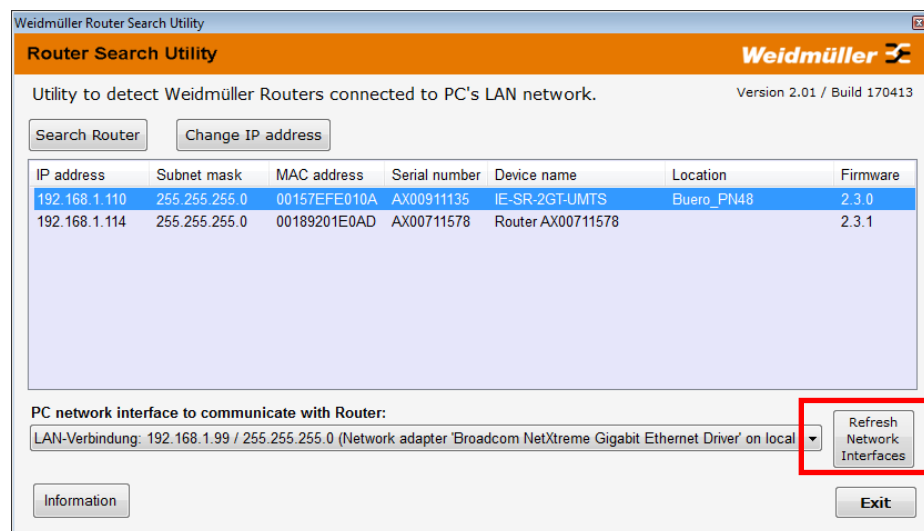 Weidmüller Router Search Utility
Router Search Utility
Weidmüller
Utility to detect Weidmüller Routers connected to PC's LAN network.
Version 2.01 / Build 170413
Search Router
Change IP address
IP address Subnet mask MAC address Serial number Device name Location Firmware
192.168.1.110 255.255.255.0 00157EFE010A AX00911135 IE-SR-2GT-UMTS Buero_PN48 2.3.0
192.168.1.114 255.255.255.0 00189201E0AD AX00711578 Router AX00711578 2.3.1
PC network interface to communicate with Router:
LAN-Verbindung: 192.168.1.99 / 255.255.255.0 (Network adapter 'Broadcom NetXtreme Gigabit Ethernet Driver' on local
Refresh
Network
Interfaces
Information
Exit